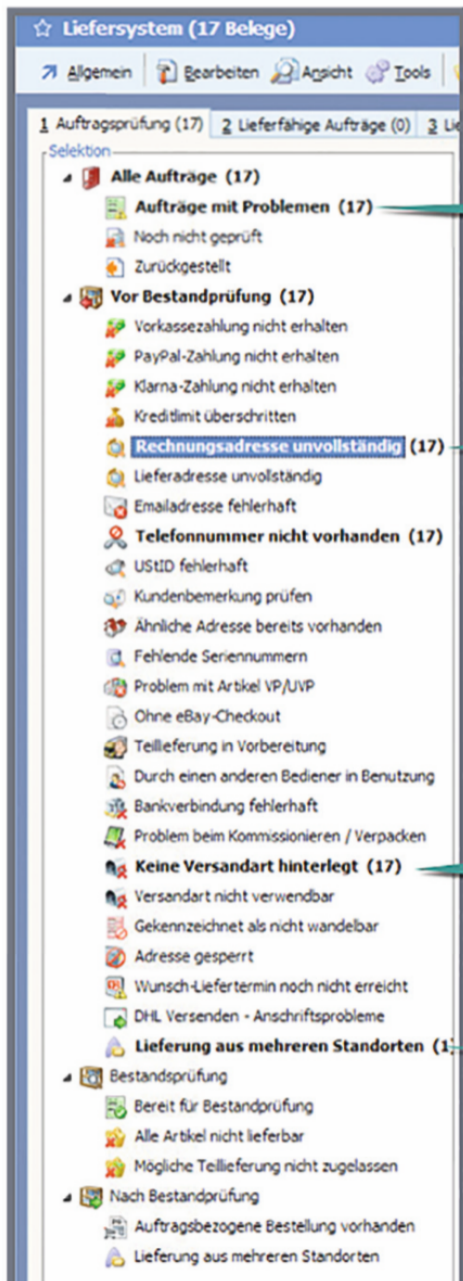 Liefersystem (17 Belege)
Allgemein Bearbeiten Ansicht Tools
1 Auftragsprüfung (17) 2 Lieferfähige Aufträge (0) 3 Lie
Selektion
Alle Aufträge (17)
Aufträge mit Problemen (17)
Noch nicht geprüft
Zurückgestellt
Vor Bestandprüfung (17)
Vorkassezahlung nicht erhalten
PayPal-Zahlung nicht erhalten
Klarna-Zahlung nicht erhalten
Kreditlimit überschritten
Rechnungsadresse unvollständig (17)
Lieferadresse unvollständig
Emailadresse fehlerhaft
Telefonnummer nicht vorhanden (17)
UStID fehlerhaft
Kundenbemerkung prüfen
Ähnliche Adresse bereits vorhanden
Fehlende Seriennummern
Problem mit Artikel VP/UVP
Ohne eBay-Checkout
Teillieferung in Vorbereitung
Durch einen anderen Bediener in Benutzung
Bankverbindung fehlerhaft
Problem beim Kommissionieren / Verpacken
Keine Versandart hinterlegt (17)
Versandart nicht verwendbar
Gekennzeichnet als nicht wandelbar
Adresse gesperrt
Wunsch-Liefertermin noch nicht erreicht
DHL Versenden - Anschriftsprobleme
Lieferung aus mehreren Standorten (1
Bestandsprüfung
Bereit für Bestandprüfung
Alle Artikel nicht lieferbar
Mögliche Teillieferung nicht zugelassen
Nach Bestandprüfung
Auftragsbezogene Bestellung vorhanden
Lieferung aus mehreren Standorten